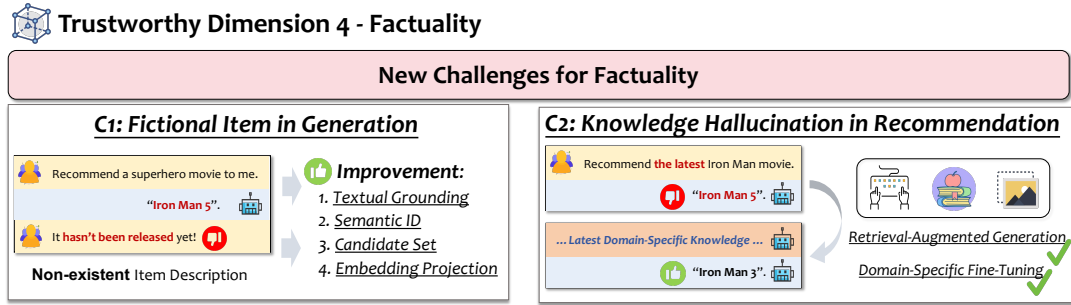 Trustworthy Dimension 4 - Factuality
New Challenges for Factuality
C1: Fictional Item in Generation
Recommend a superhero movie to me.
“Iron Man 5”.
It hasn't been released yet!
Non-existent Item Description
Improvement:
1. Textual Grounding
2. Semantic ID
3. Candidate Set
4. Embedding Projection
C2: Knowledge Hallucination in Recommendation
Recommend the latest Iron Man movie.
“Iron Man 5”.
... Latest Domain-Specific Knowledge ...
“Iron Man 3”.
Retrieval-Augmented Generation
Domain-Specific Fine-Tuning